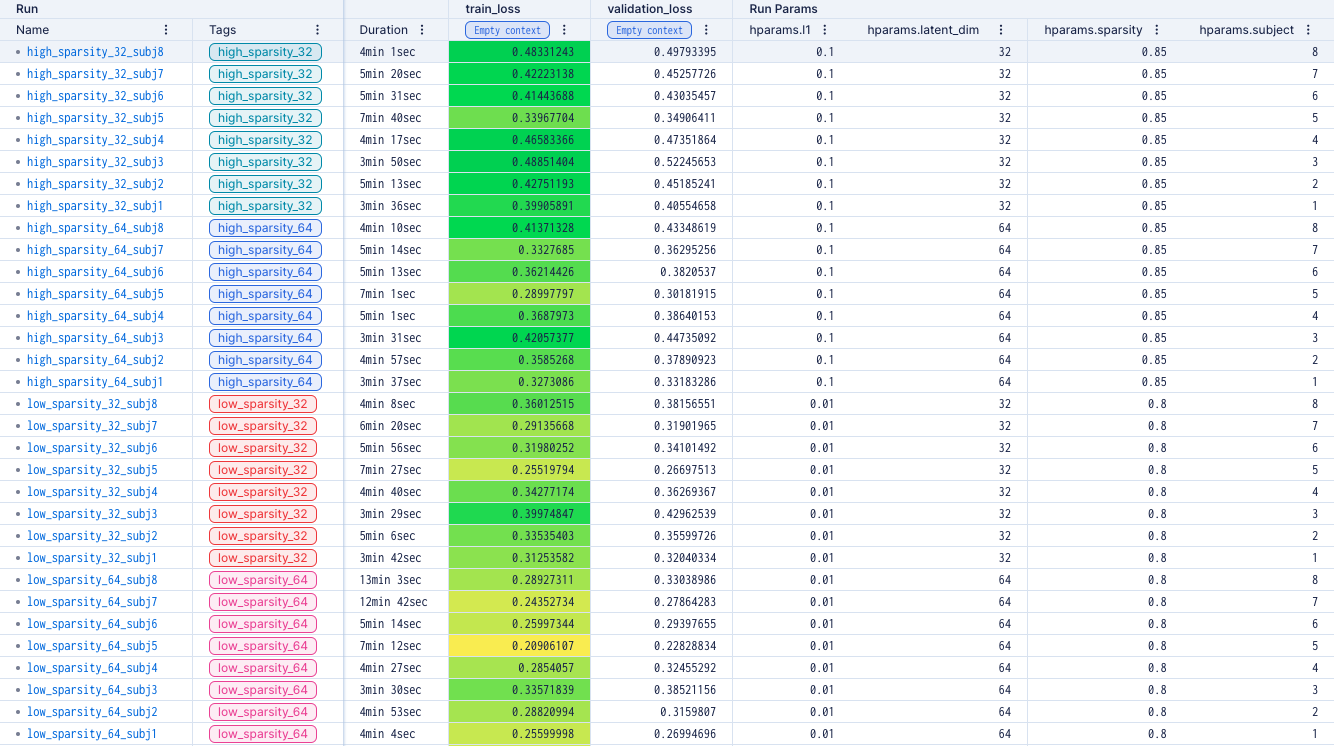 Run train_loss validation_loss Run Params
Name Tags Duration Empty context Empty context hparams.l1 hparams.latent_dim hparams.sparsity hparams.subject
high_sparsity_32_subj8 high_sparsity_32 4min 1sec 0.48331243 0.49793395 0.1 32 0.85 8
high_sparsity_32_subj7 high_sparsity_32 5min 20sec 0.42223138 0.45257726 0.1 32 0.85 7
high_sparsity_32_subj6 high_sparsity_32 5min 31sec 0.41443688 0.43035457 0.1 32 0.85 6
high_sparsity_32_subj5 high_sparsity_32 7min 40sec 0.33967704 0.34906411 0.1 32 0.85 5
high_sparsity_32_subj4 high_sparsity_32 4min 17sec 0.46583366 0.47351864 0.1 32 0.85 4
high_sparsity_32_subj3 high_sparsity_32 3min 50sec 0.48851404 0.52245653 0.1 32 0.85 3
high_sparsity_32_subj2 high_sparsity_32 5min 13sec 0.42751193 0.45185241 0.1 32 0.85 2
high_sparsity_32_subj1 high_sparsity_32 3min 36sec 0.39905891 0.40554658 0.1 32 0.85 1
high_sparsity_64_subj8 high_sparsity_64 4min 10sec 0.41371328 0.43348619 0.1 64 0.85 8
high_sparsity_64_subj7 high_sparsity_64 5min 14sec 0.3327685 0.36295256 0.1 64 0.85 7
high_sparsity_64_subj6 high_sparsity_64 5min 13sec 0.36214426 0.3820537 0.1 64 0.85 6
high_sparsity_64_subj5 high_sparsity_64 7min 1sec 0.28997797 0.30181915 0.1 64 0.85 5
high_sparsity_64_subj4 high_sparsity_64 5min 1sec 0.3687973 0.38640153 0.1 64 0.85 4
high_sparsity_64_subj3 high_sparsity_64 3min 31sec 0.42057377 0.44735092 0.1 64 0.85 3
high_sparsity_64_subj2 high_sparsity_64 4min 57sec 0.3585268 0.37890923 0.1 64 0.85 2
high_sparsity_64_subj1 high_sparsity_64 3min 37sec 0.3273086 0.33183286 0.1 64 0.85 1
low_sparsity_32_subj8 low_sparsity_32 4min 8sec 0.36012515 0.38156551 0.01 32 0.8 8
low_sparsity_32_subj7 low_sparsity_32 6min 20sec 0.29135668 0.31901965 0.01 32 0.8 7
low_sparsity_32_subj6 low_sparsity_32 5min 56sec 0.31980252 0.34101492 0.01 32 0.8 6
low_sparsity_32_subj5 low_sparsity_32 7min 27sec 0.25519794 0.26697513 0.01 32 0.8 5
low_sparsity_32_subj4 low_sparsity_32 4min 40sec 0.34277174 0.36269367 0.01 32 0.8 4
low_sparsity_32_subj3 low_sparsity_32 3min 29sec 0.39974847 0.42962539 0.01 32 0.8 3
low_sparsity_32_subj2 low_sparsity_32 5min 6sec 0.33535403 0.35599726 0.01 32 0.8 2
low_sparsity_32_subj1 low_sparsity_32 3min 42sec 0.31253582 0.32040334 0.01 32 0.8 1
low_sparsity_64_subj8 low_sparsity_64 13min 3sec 0.28927311 0.33038986 0.01 64 0.8 8
low_sparsity_64_subj7 low_sparsity_64 12min 42sec 0.24352734 0.27864283 0.01 64 0.8 7
low_sparsity_64_subj6 low_sparsity_64 5min 14sec 0.25997344 0.29397655 0.01 64 0.8 6
low_sparsity_64_subj5 low_sparsity_64 7min 12sec 0.20906107 0.22828834 0.01 64 0.8 5
low_sparsity_64_subj4 low_sparsity_64 4min 27sec 0.2854057 0.32455292 0.01 64 0.8 4
low_sparsity_64_subj3 low_sparsity_64 3min 30sec 0.33571839 0.38521156 0.01 64 0.8 3
low_sparsity_64_subj2 low_sparsity_64 4min 53sec 0.28820994 0.3159807 0.01 64 0.8 2
low_sparsity_64_subj1 low_sparsity_64 4min 4sec 0.25599998 0.26994696 0.01 64 0.8 1